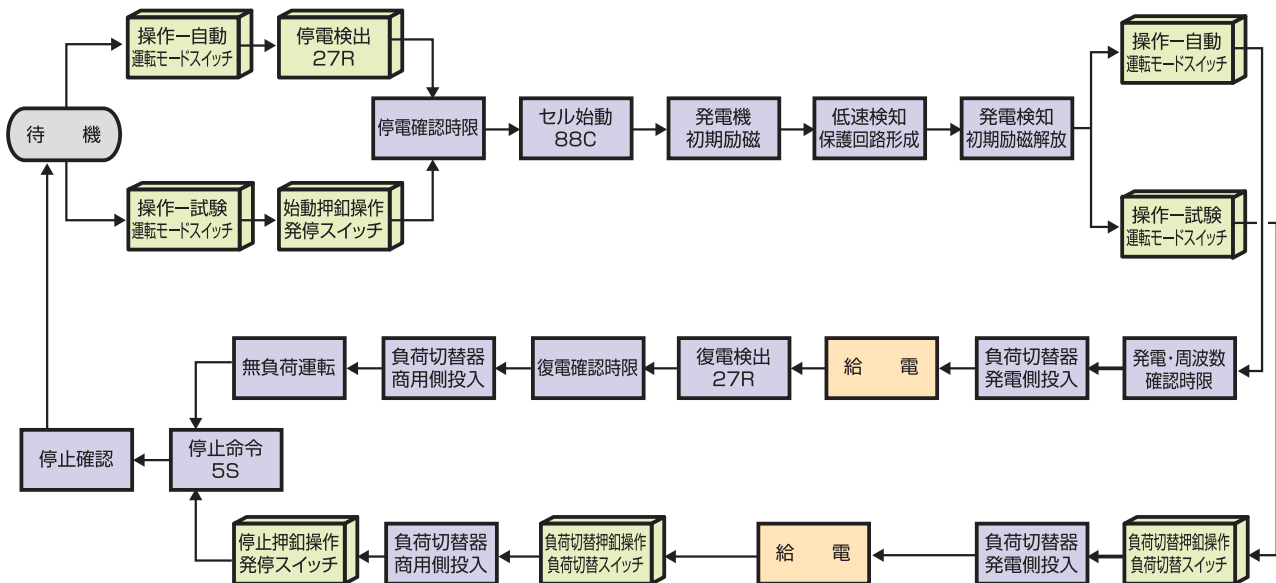 待　機
操作ー自動
運転モードスイッチ
停電検出
27R
操作ー試験
運転モードスイッチ
始動押釦操作
発停スイッチ
停電確認時限
セル始動
88C
発電機
初期励磁
低速検知
保護回路形成
発電検知
初期励磁解放
操作ー自動
運転モードスイッチ
操作ー試験
運転モードスイッチ
発電・周波数
確認時限
負荷切替器
発電側投入
給　電
復電検出
27R
復電確認時限
負荷切替器
商用側投入
無負荷運転
停止命令
5S
停止確認
負荷切替押釦操作
負荷切替スイッチ
負荷切替器
発電側投入
給　電
負荷切替押釦操作
負荷切替スイッチ
負荷切替器
商用側投入
停止押釦操作
発停スイッチ